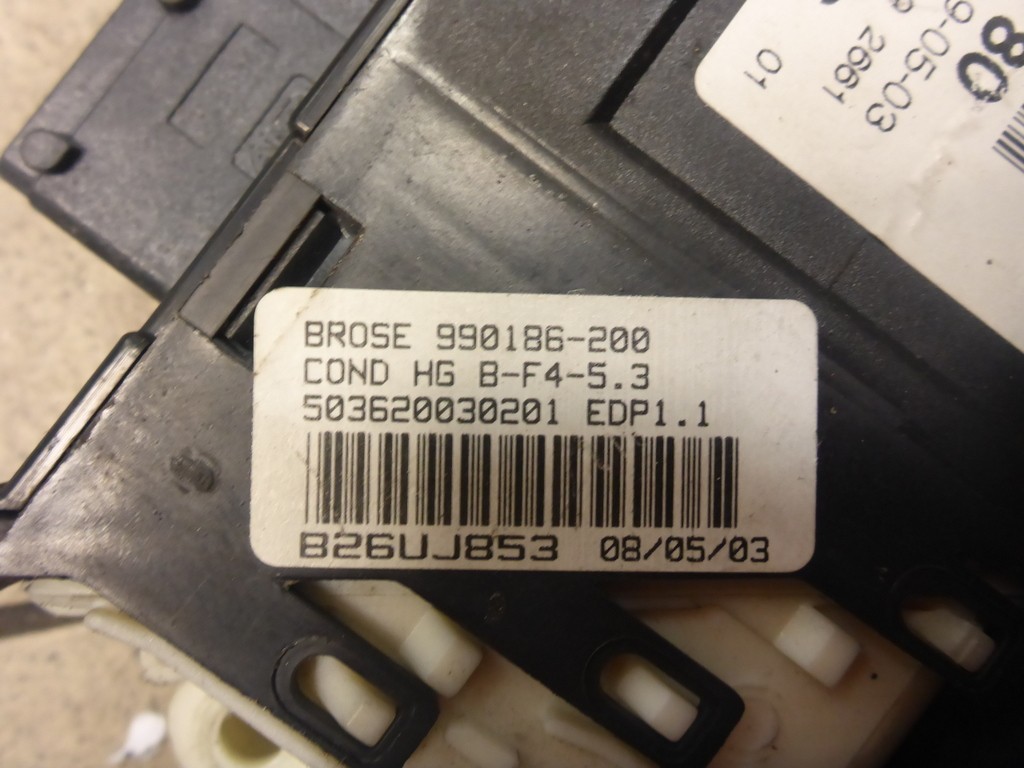 BROSE 990186-200
COND HG B-F4-5.3
503620030201 EDP1.1
B26UJ853 08/05/03
80
9-05-03
2661
01